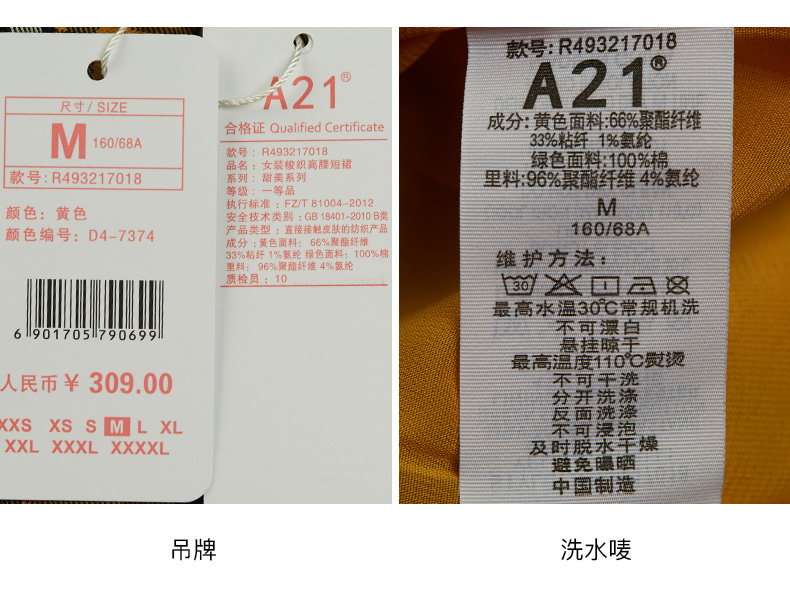 尺寸/ SIZE
M 160/68A
款号: R493217018
颜色: 黄色
颜色编号: D4-7374
6 901705 790699
人民币 ¥ 309.00
XXS XS S M L XL
XXL XXXL XXXXL
A21®
合格证 Qualified Certificate
款号: R493217018
品名: 女装梭织高腰短裙
系列: 甜美系列
等级: 一等品
执行标准: FZ/T 81004-2012
安全技术类别: GB 18401-2010 B类
产品类型: 直接接触皮肤的纺织产品
成分:黄色面料: 66%聚酯纤维
33%粘纤 1%氨纶 绿色面料: 100%棉
里料: 96%聚酯纤维 4%氨纶
质检员: 10
款号: R493217018
A21®
成分: 黄色面料:66%聚酯纤维
33%粘纤 1%氨纶
绿色面料:100%棉
里料:96%聚酯纤维 4%氨纶
M
160/68A
维护方法:
30
最高水温30℃常规机洗
不可漂白
悬挂晾干
最高温度110℃熨烫
不可干洗
分开洗涤
反面洗涤
不可浸泡
及时脱水干燥
避免曝晒
中国制造
吊牌
洗水唛